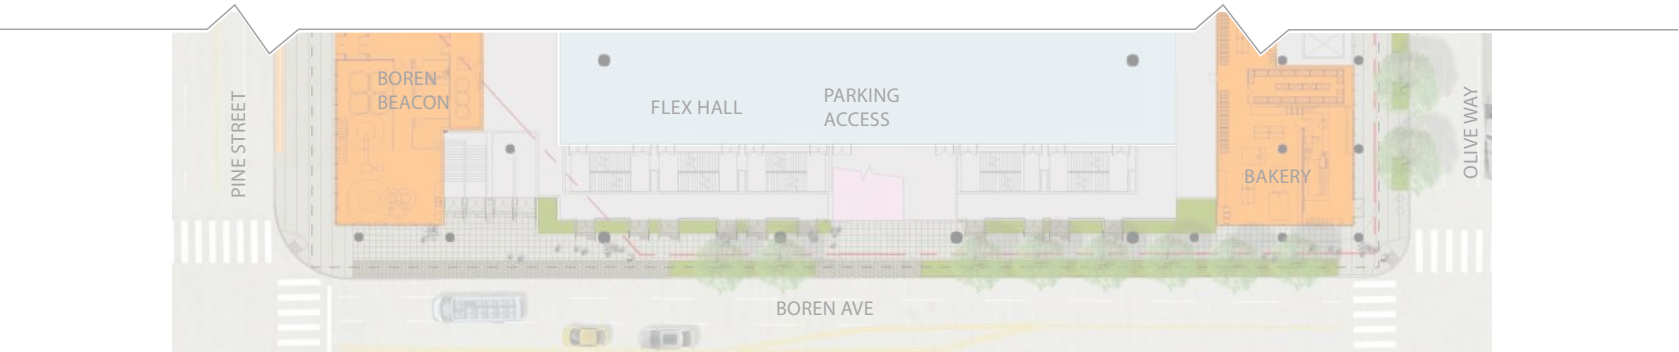 BOREN
BEACON
FLEX HALL
PARKING
ACCESS
PINE STREET
OLIVE WAY
BAKERY
BOREN AVE